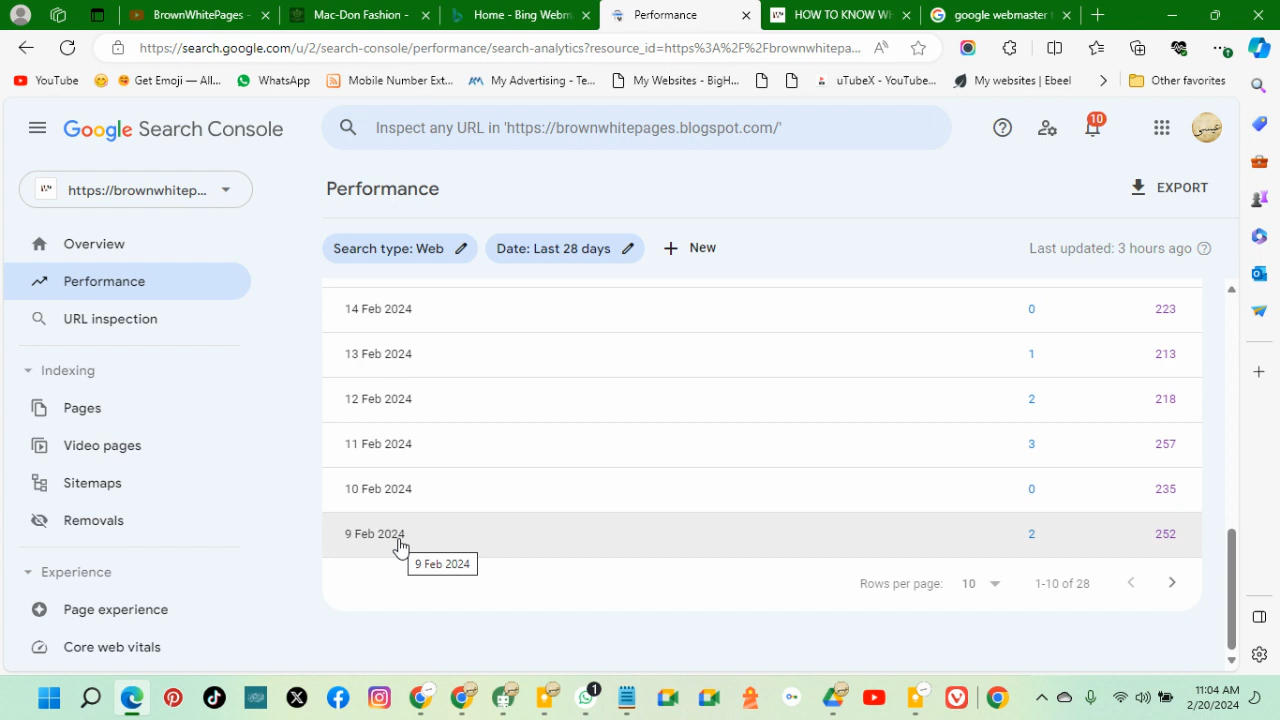 BrownWhitePages -
Mac-Don Fashion -
Home - Bing Webm
Performance
HOW TO KNOW WH
google webmaster t
https://search.google.com/u/2/search-console/performance/search-analytics?resource_id=https%3A%2F%2Fbrownwhitepa...
YouTube
Get Emoji — All...
WhatsApp
Mobile Number Ext...
My Advertising - Te...
My Websites - BigH...
uTubeX - YouTube...
My websites | Ebeel
Other favorites
Google Search Console
Inspect any URL in 'https://brownwhitepages.blogspot.com/'
10
https://brownwhitep...
Performance
EXPORT
Overview
Search type: Web
Date: Last 28 days
New
Last updated: 3 hours ago
Performance
URL inspection
Indexing
Pages
Video pages
Sitemaps
Removals
Experience
Page experience
Core web vitals
14 Feb 2024 0 223
13 Feb 2024 1 213
12 Feb 2024 2 218
11 Feb 2024 3 257
10 Feb 2024 0 235
9 Feb 2024 2 252
9 Feb 2024
Rows per page: 10 1-10 of 28
1
11:04 AM
2/20/2024